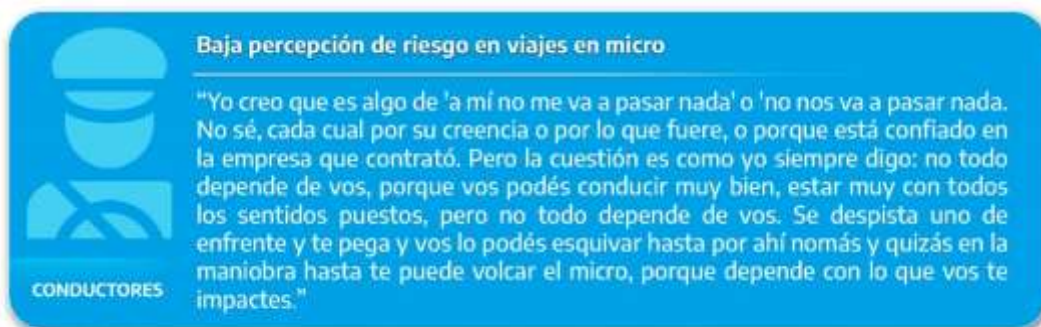 Baja percepción de riesgo en viajes en micro
"Yo creo que es algo de 'a mí no me va a pasar nada' o 'no nos va a pasar nada.
No sé, cada cual por su creencia o por lo que fuere, o porque está confiado en
la empresa que contrató. Pero la cuestión es como yo siempre digo: no todo
depende de vos, porque vos podés conducir muy bien, estar muy con todos
los sentidos puestos, pero no todo depende de vos. Se despista uno de
enfrente y te pega y vos lo podés esquivar hasta por ahí nomás y quizás en la
maniobra hasta te puede volcar el micro, porque depende con lo que vos te
impactes."
CONDUCTORES